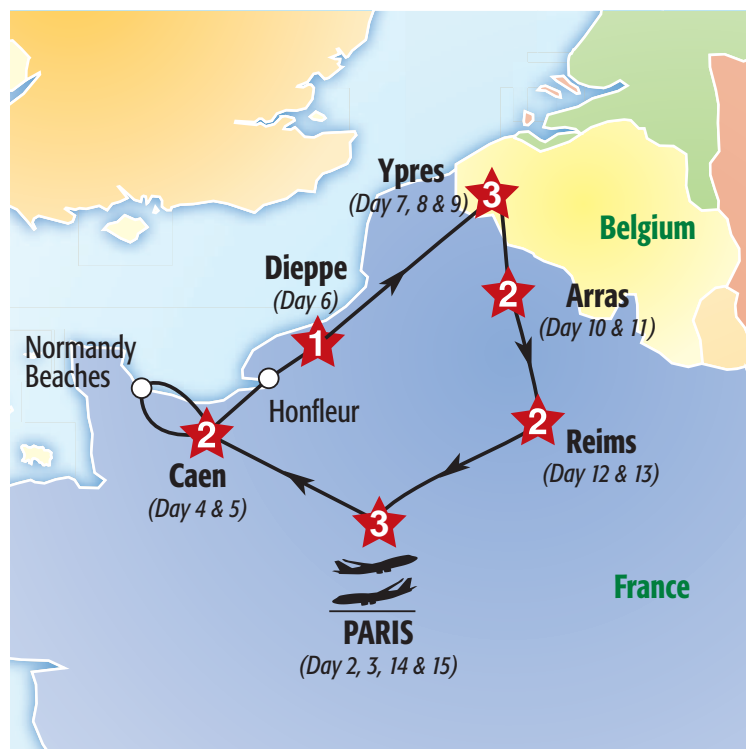 Ypres
(Day 7, 8 & 9)
3
Belgium
Dieppe
(Day 6)
1
2
Arras
(Day 10 & 11)
Normandy
Beaches
Honfleur
2
Caen
(Day 4 & 5)
2
Reims
(Day 12 & 13)
3
PARIS
(Day 2, 3, 14 & 15)
France